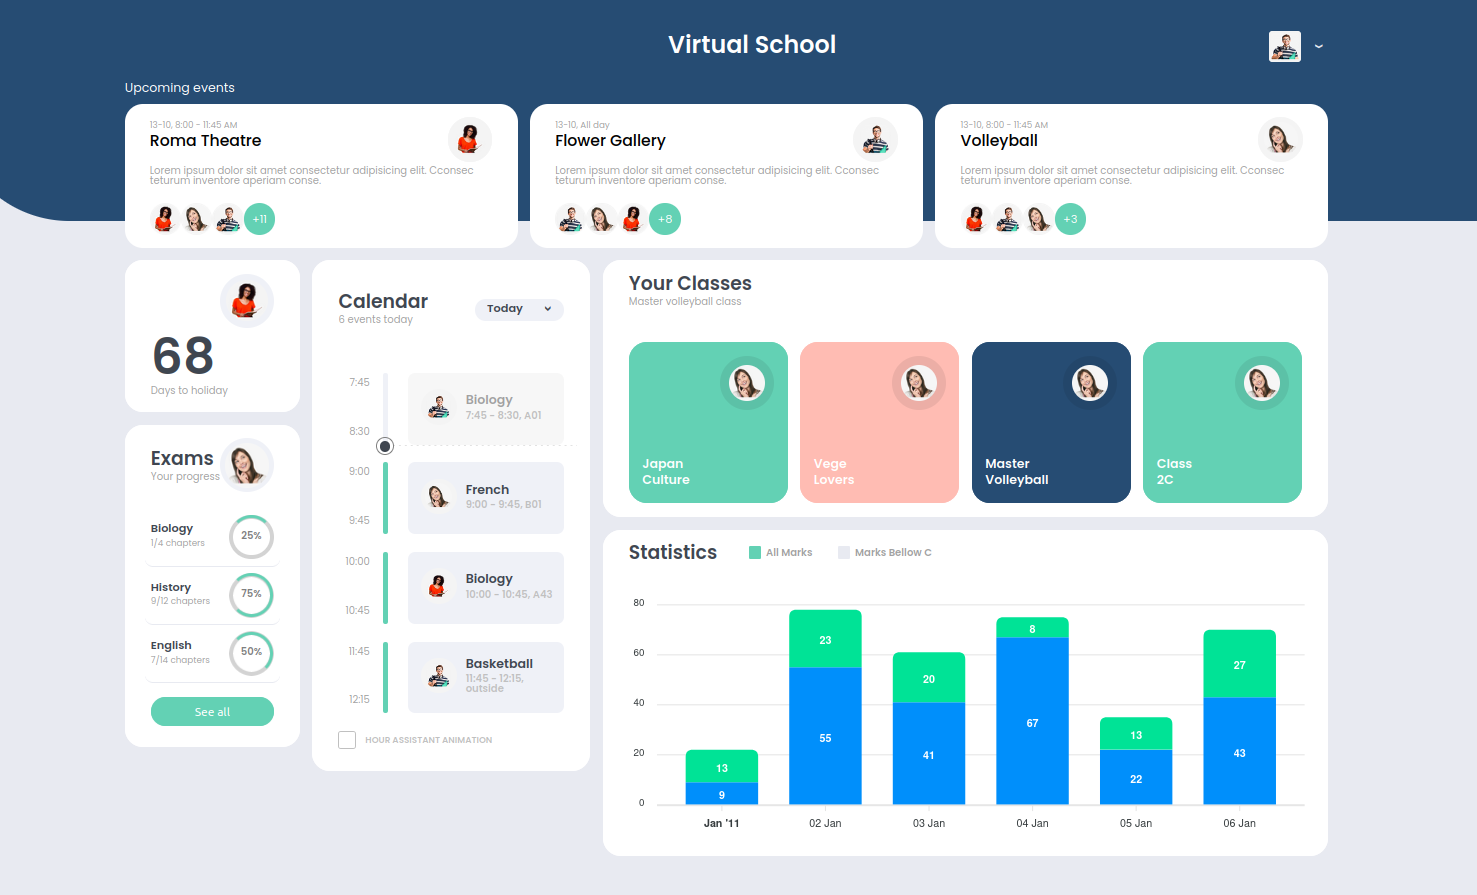 Virtual School
Upcoming events
13-10, 8:00 - 11:45 AM
Roma Theatre
Lorem ipsum dolor sit amet consectetur adipisicing elit. Cconsec
teturum inventore aperiam conse.
+11
13-10, All day
Flower Gallery
Lorem ipsum dolor sit amet consectetur adipisicing elit. Cconsec
teturum inventore aperiam conse.
+8
13-10, 8:00 - 11:45 AM
Volleyball
Lorem ipsum dolor sit amet consectetur adipisicing elit. Cconsec
teturum inventore aperiam conse.
+3
68
Days to holiday
Exams
Your progress
Biology
1/4 chapters
25%
History
9/12 chapters
75%
English
7/14 chapters
50%
See all
Calendar
6 events today
Today
7:45
8:30
Biology
7:45 - 8:30, A01
9:00
9:45
French
9:00 - 9:45, B01
10:00
10:45
Biology
10:00 - 10:45, A43
11:45
12:15
Basketball
11:45 - 12:15,
outside
HOUR ASSISTANT ANIMATION
Your Classes
Master volleyball class
Japan
Culture
Vege
Lovers
Master
Volleyball
Class
2C
Statistics
All Marks
Marks Bellow C
80
60
40
20
0
13
9
23
55
20
41
8
67
13
22
27
43
Jan '11
02 Jan
03 Jan
04 Jan
05 Jan
06 Jan